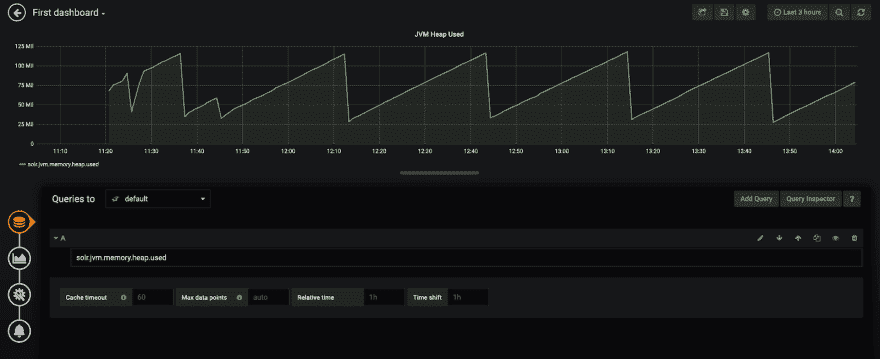 First dashboard
Last 3 hours
JVM Heap Used
125 Mil
100 Mil
75 Mil
50 Mil
25 Mil
0
11:10 11:20 11:30 11:40 11:50 12:00 12:10 12:20 12:30 12:40 12:50 13:00 13:10 13:20 13:30 13:40 13:50 14:00
solr.jvm.memory.heap.used
Queries to default Add Query Query Inspector ?
A
solr.jvm.memory.heap.used
Cache timeout 60 Max data points auto Relative time 1h Time shift 1h